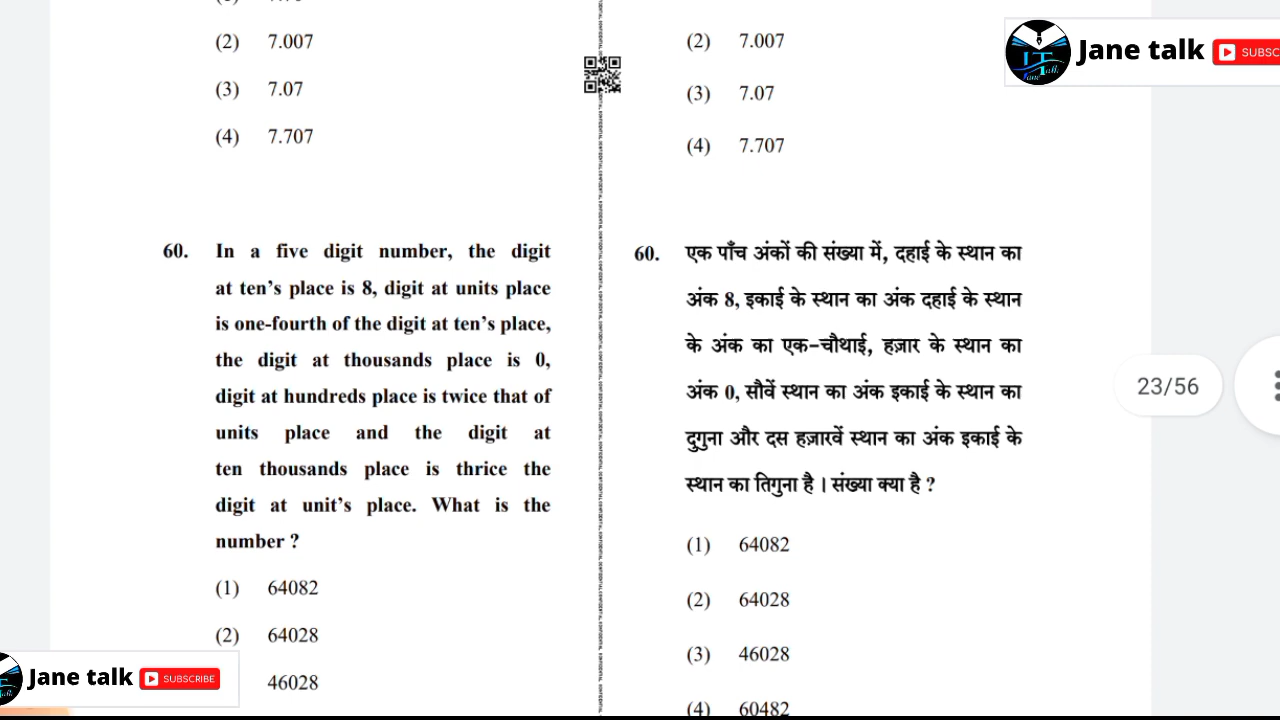 (2) 7.007
(3) 7.07
(4) 7.707
60. In a five digit number, the digit
at ten's place is 8, digit at units place
is one-fourth of the digit at ten's place,
the digit at thousands place is 0,
digit at hundreds place is twice that of
units place and the digit at
ten thousands place is thrice the
digit at unit's place. What is the
number ?
(1) 64082
(2) 64028
46028
(2) 7.007
(3) 7.07
(4) 7.707
60. एक पाँच अंकों की संख्या में, दहाई के स्थान का
अंक 8, इकाई के स्थान का अंक दहाई के स्थान
के अंक का एक-चौथाई, हज़ार के स्थान का
अंक 0, सौवें स्थान का अंक इकाई के स्थान का
दुगुना और दस हज़ारवें स्थान का अंक इकाई के
स्थान का तिगुना है । संख्या क्या है ?
(1) 64082
(2) 64028
(3) 46028
(4) 60482
Jane talk
SUBSC
23/56
Jane talk
SUBSCRIBE